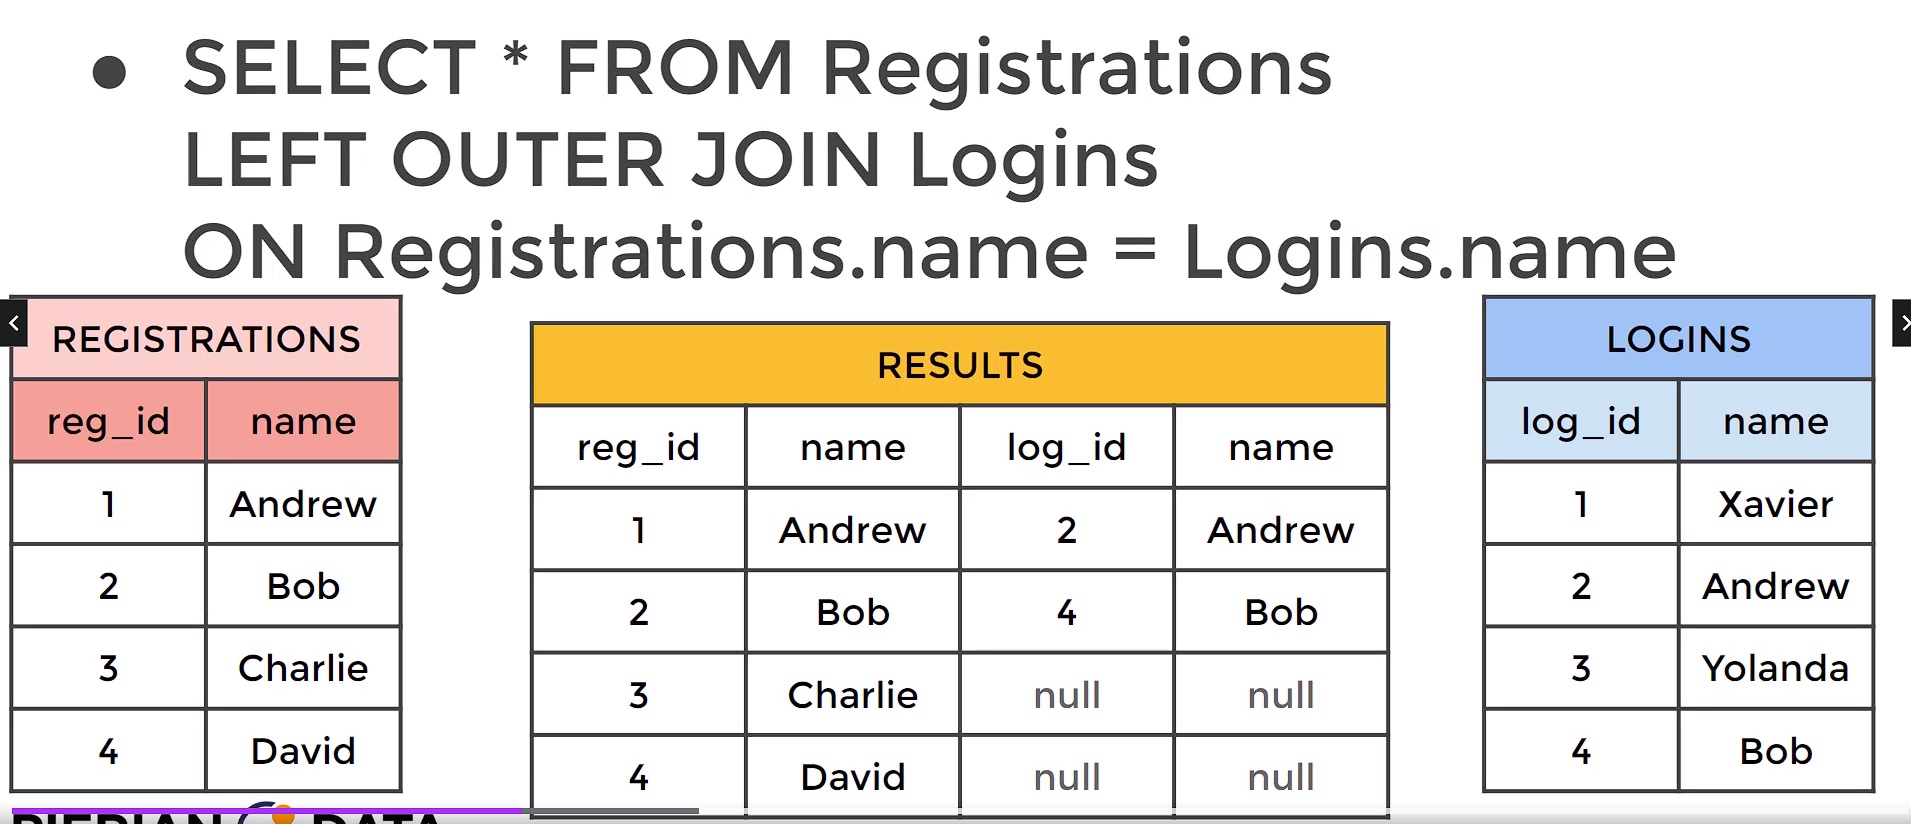 ● SELECT * FROM Registrations
LEFT OUTER JOIN Logins
ON Registrations.name = Logins.name
REGISTRATIONS
reg_id name
1 Andrew
2 Bob
3 Charlie
4 David
RESULTS
reg_id name log_id name
1 Andrew 2 Andrew
2 Bob 4 Bob
3 Charlie null null
4 David null null
LOGINS
log_id name
1 Xavier
2 Andrew
3 Yolanda
4 Bob
PIERIAN DATA